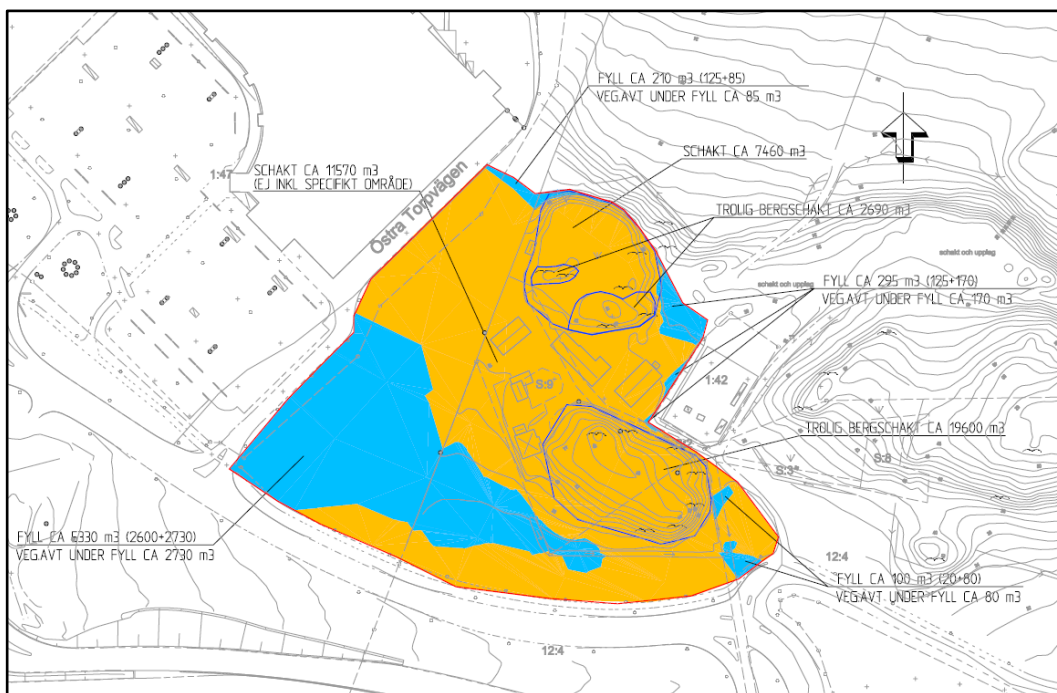 FYLL CA 210 m3 (125+85)
VEG.AVT UNDER FYLL CA 85 m3
SCHAKT CA 7460 m3
SCHAKT CA 11570 m3
(EJ INKL SPECIFIKT OMRÅDE)
1:47
Östra Torpvägen
TROLIG BERGSCHAKT CA 2690 m3
schakt och upplag
schakt och upplag
FYLL CA 295 m3 (125+170)
VEG.AVT UNDER FYLL CA 170 m3
S:9
1:42
TROLIG BERGSCHAKT CA 19600 m3
S:3
S:8
FYLL CA 5330 m3 (2600+2730)
VEG.AVT UNDER FYLL CA 2730 m3
12:4
FYLL CA 100 m3 (20+80)
VEG.AVT UNDER FYLL CA 80 m3
12:4